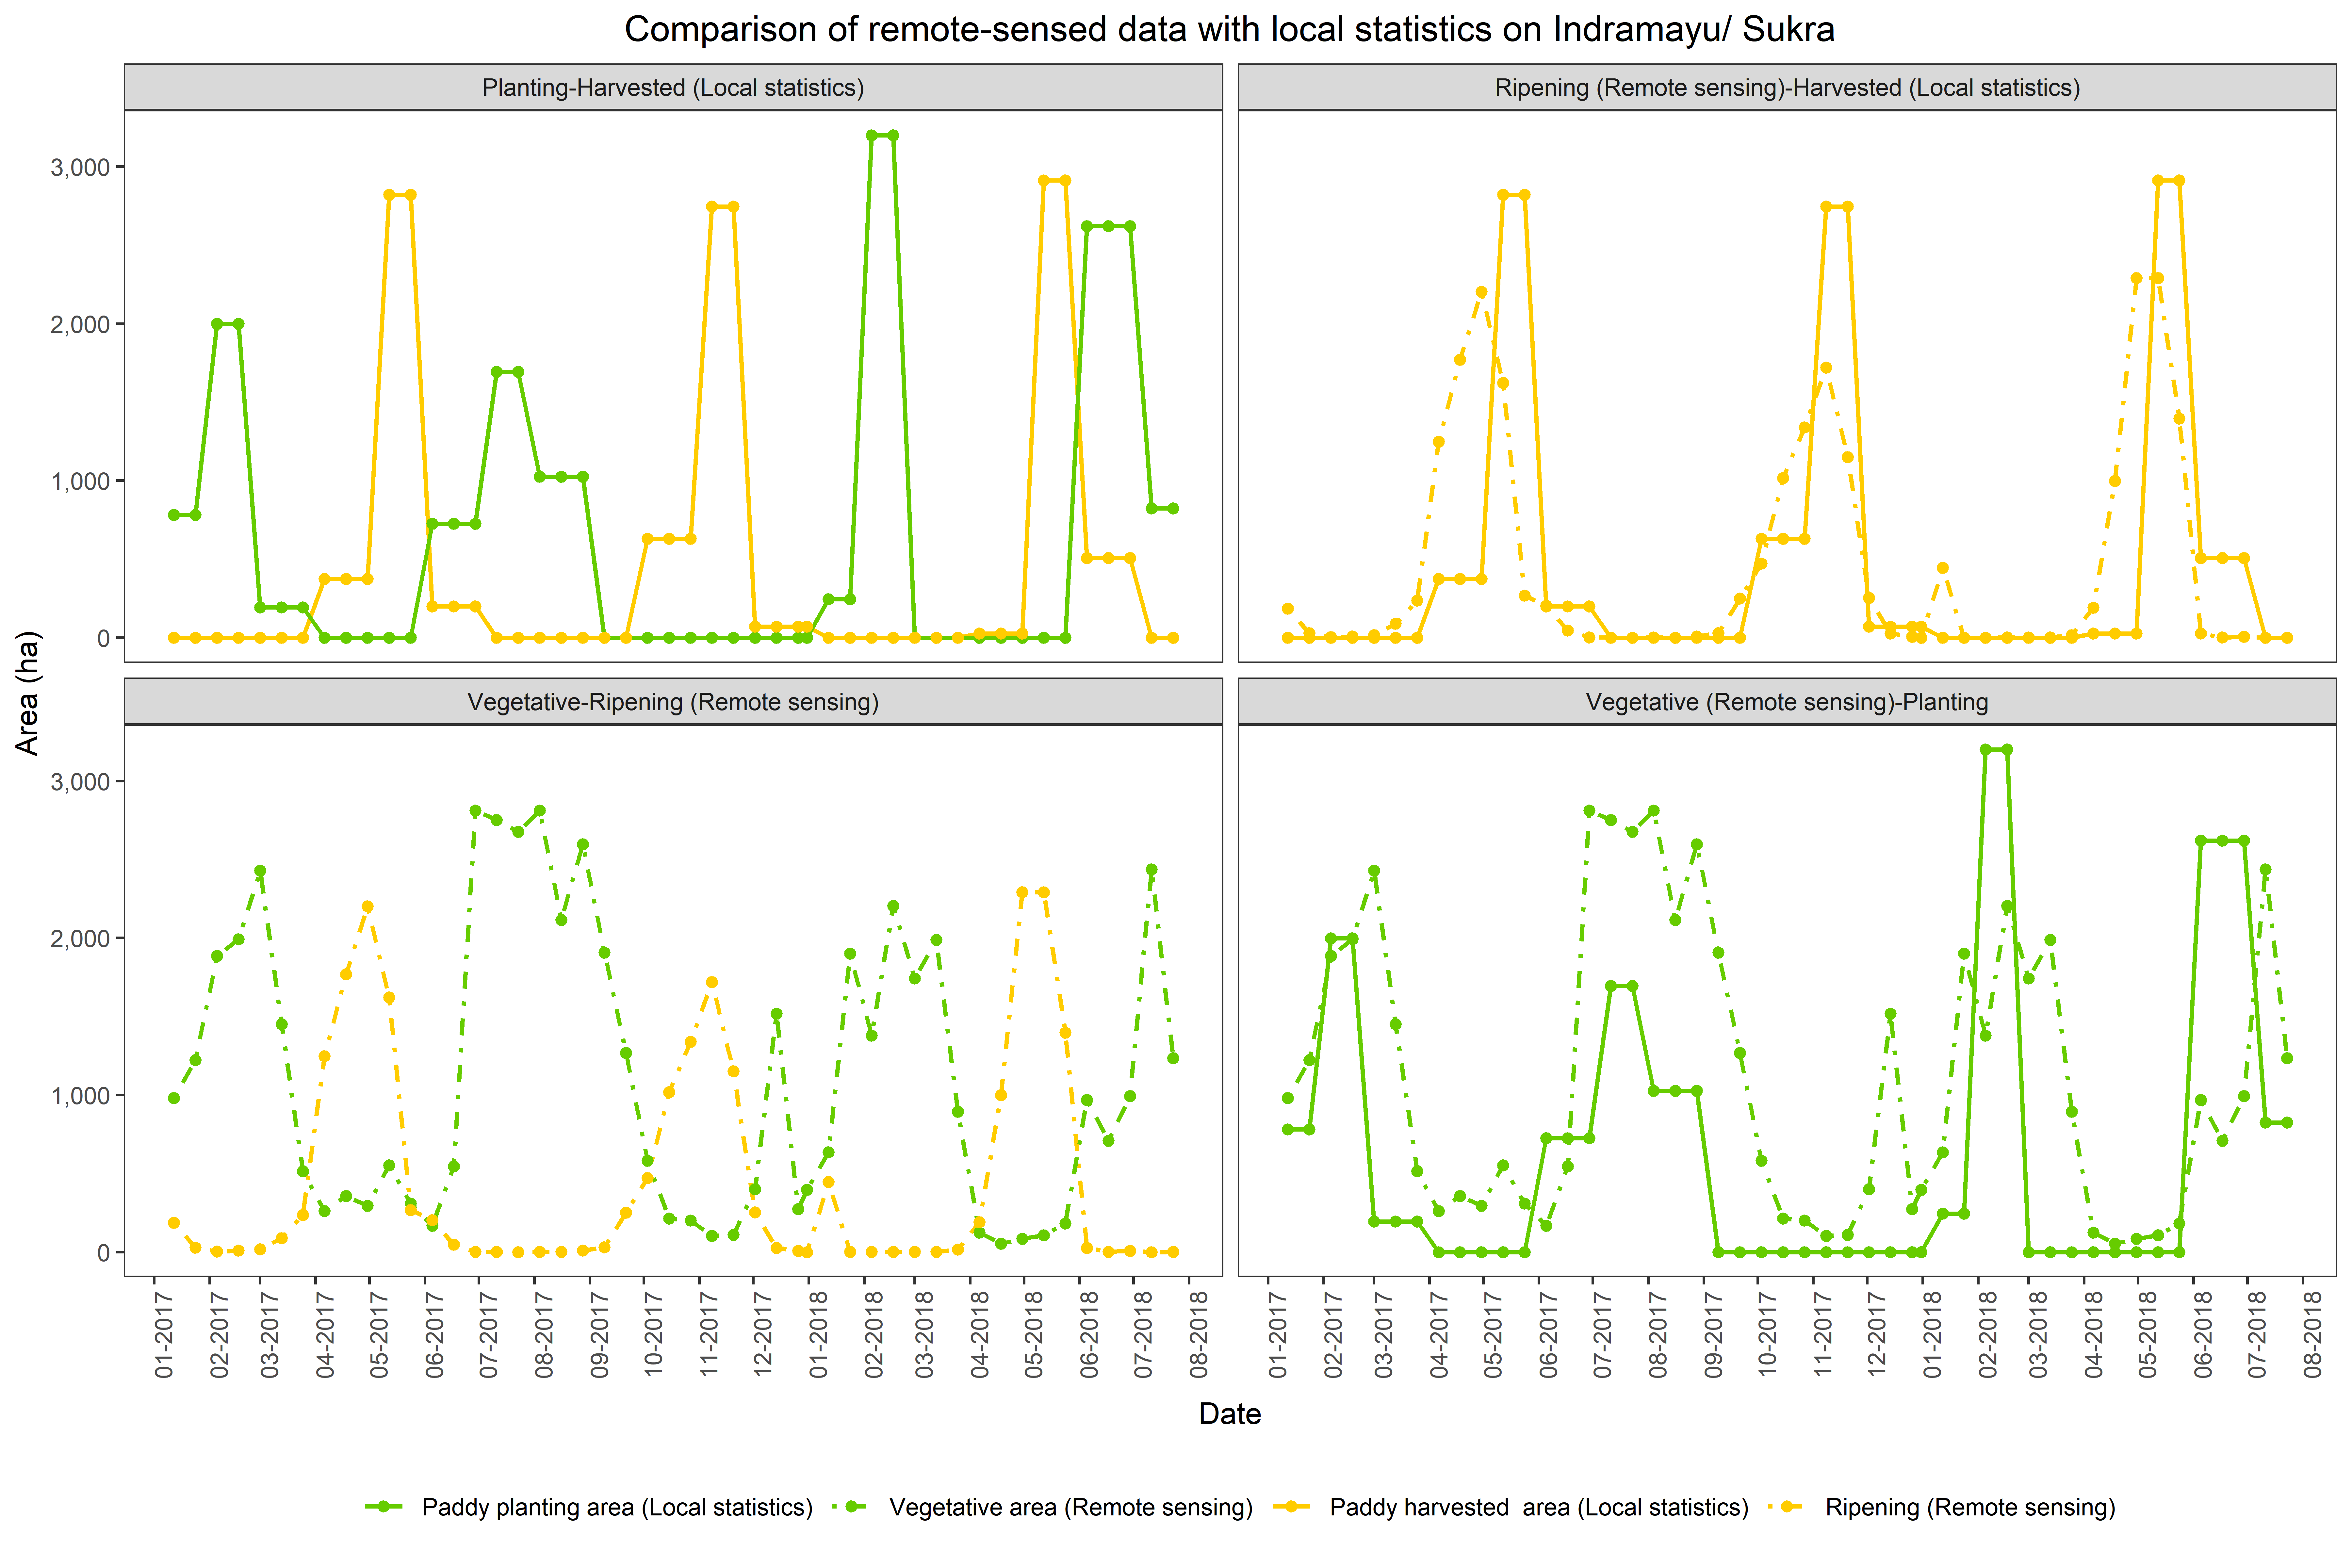 Comparison of remote-sensed data with local statistics on Indramayu/ Sukra
Planting-Harvested (Local statistics)
Ripening (Remote sensing)-Harvested (Local statistics)
3,000
2,000
1,000
0
Area (ha)
Vegetative-Ripening (Remote sensing)
Vegetative (Remote sensing)-Planting
3,000
2,000
1,000
0
01-2017 02-2017 03-2017 04-2017 05-2017 06-2017 07-2017 08-2017 09-2017 10-2017 11-2017 12-2017 01-2018 02-2018 03-2018 04-2018 05-2018 06-2018 07-2018 08-2018
01-2017 02-2017 03-2017 04-2017 05-2017 06-2017 07-2017 08-2017 09-2017 10-2017 11-2017 12-2017 01-2018 02-2018 03-2018 04-2018 05-2018 06-2018 07-2018 08-2018
Date
Paddy planting area (Local statistics) Vegetative area (Remote sensing) Paddy harvested  area (Local statistics) Ripening (Remote sensing)